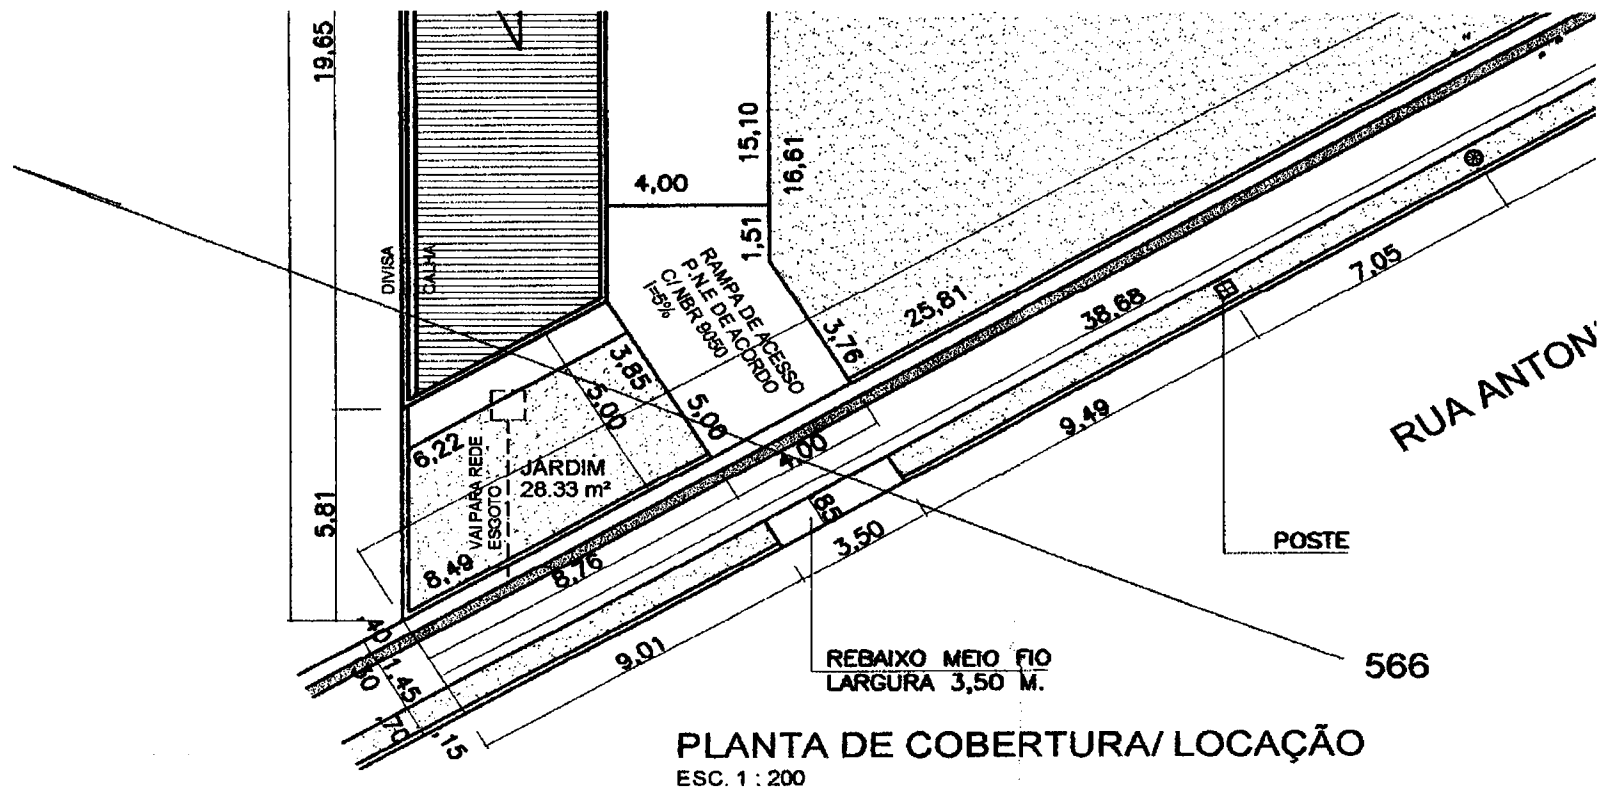 19,65
15,10
16,61
4,00
1,51
DIVISA
CALHA
RAMPA DE ACESSO
P.N.E DE ACORDO
C/ NBR 9050
I=5%
3,76
25,81
38,68
7,05
3,85
5,00
5,00
4,00
9,49
RUA ANTON
6,22
VAI PARA REDE
ESGOTO
JARDIM
28.33 m²
5,81
8,49
8,76
,85
3,50
POSTE
,40
1,45
,70
,15
9,01
REBAIXO MEIO FIO
LARGURA 3,50 M.
566
PLANTA DE COBERTURA/ LOCAÇÃO
ESC. 1 : 200